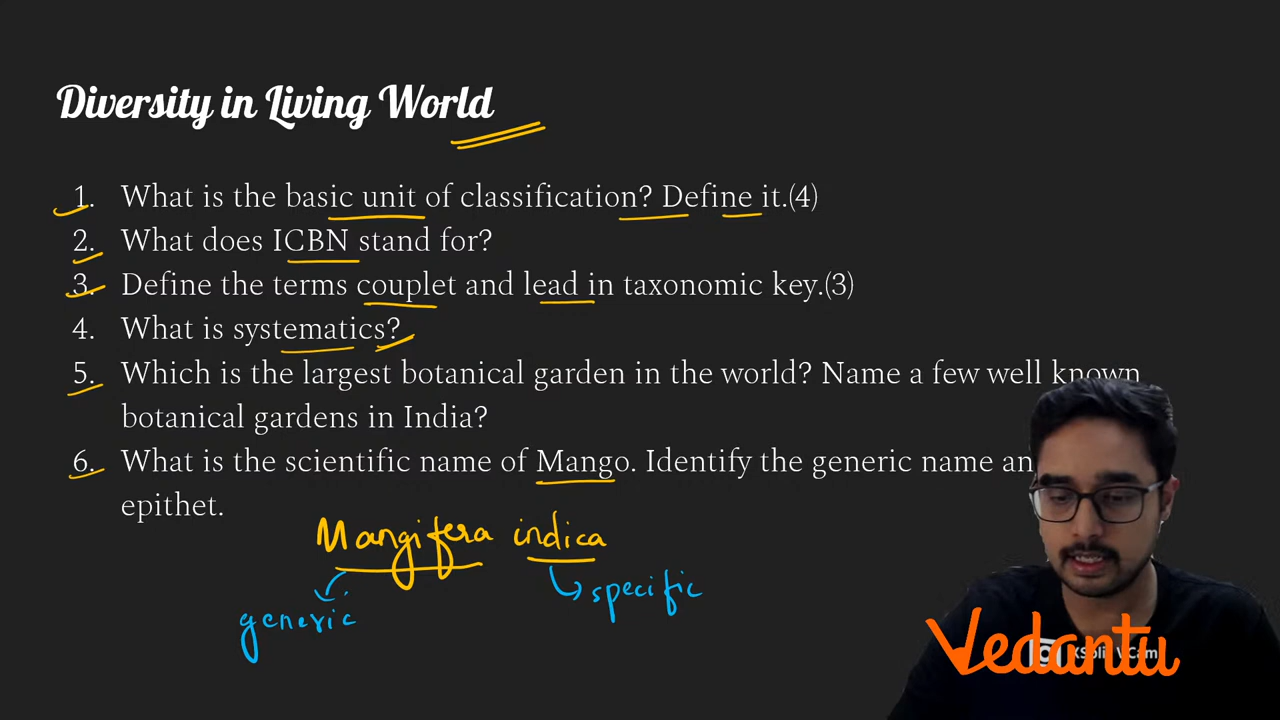 Diversity in Living World
1. What is the basic unit of classification? Define it.(4)
2. What does ICBN stand for?
3. Define the terms couplet and lead in taxonomic key.(3)
4. What is systematics?
5. Which is the largest botanical garden in the world? Name a few well known
botanical gardens in India?
6. What is the scientific name of Mango. Identify the generic name
epithet.
Mangifera indica
generic
specific
Vedantu
VCam